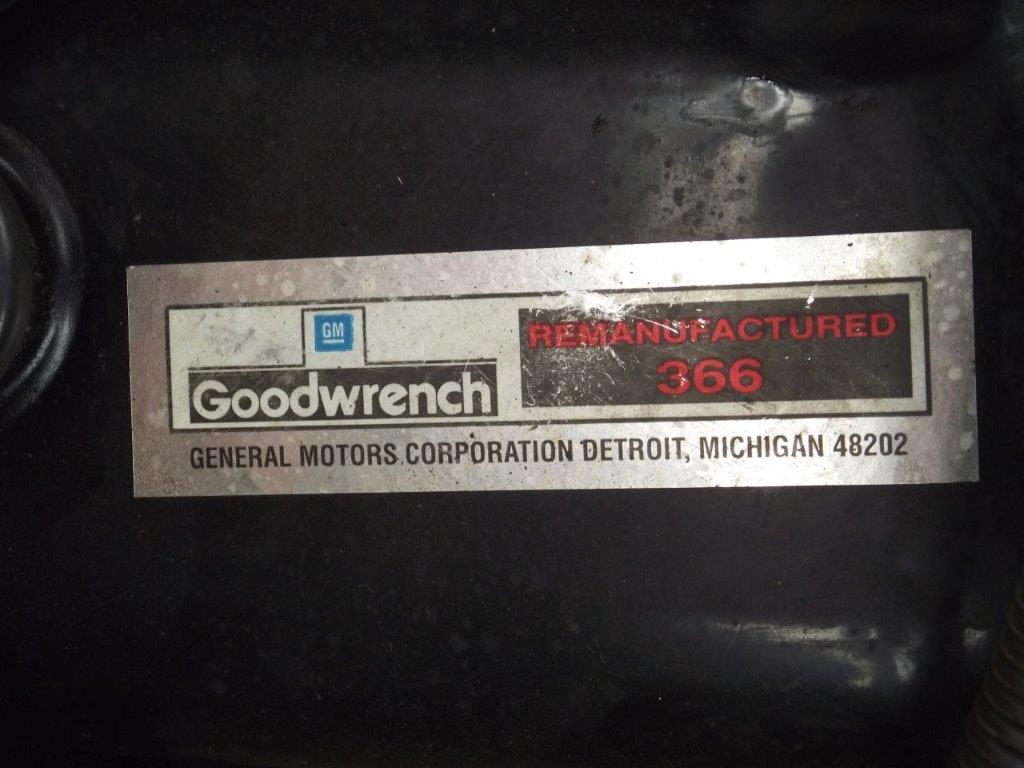 GM
Goodwrench
REMANUFACTURED
366
GENERAL MOTORS CORPORATION DETROIT, MICHIGAN 48202